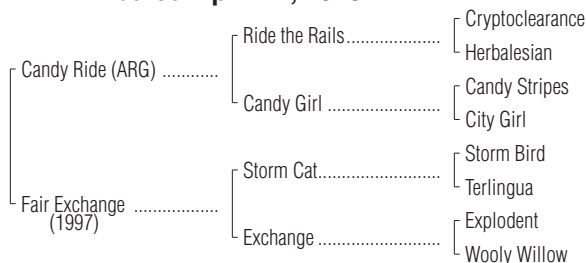 Cryptoclearance
Ride the Rails....................
Herbalesian
Candy Ride (ARG) ............
Candy Stripes
Candy Girl ............................
City Girl
Storm Bird
Storm Cat..........................
Terlingua
Fair Exchange ..................
(1997)
Explodent
Exchange ............................
Wooly Willow